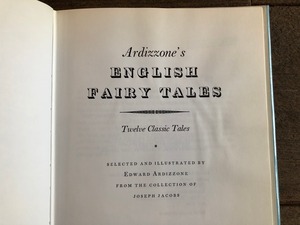 Ardizzone's
ENGLISH
FAIRY TALES
Twelve Classic Tales
SELECTED AND ILLUSTRATED BY
EDWARD ARDIZZONE
FROM THE COLLECTION OF
JOSEPH JACOBS